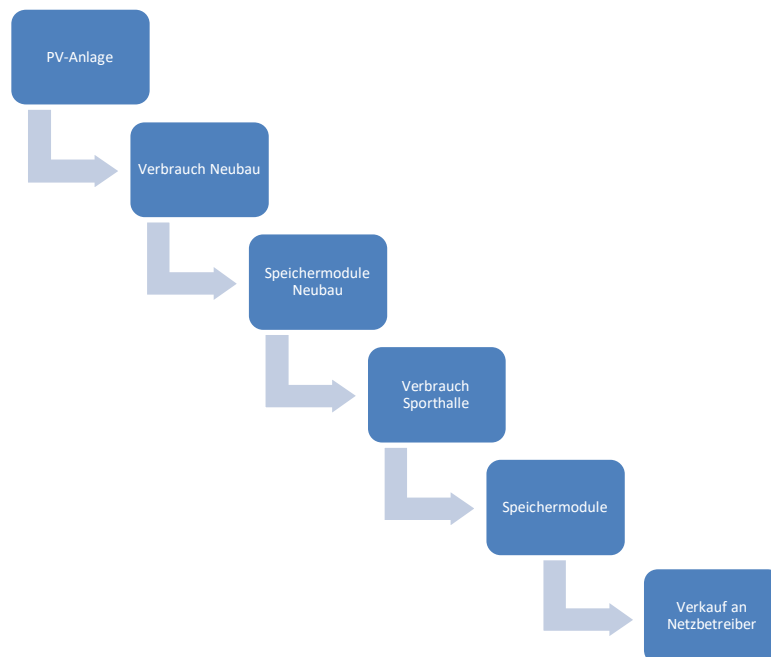 PV-Anlage
Verbrauch Neubau
Speichermodule
Neubau
Verbrauch
Sporthalle
Speichermodule
Verkauf an
Netzbetreiber